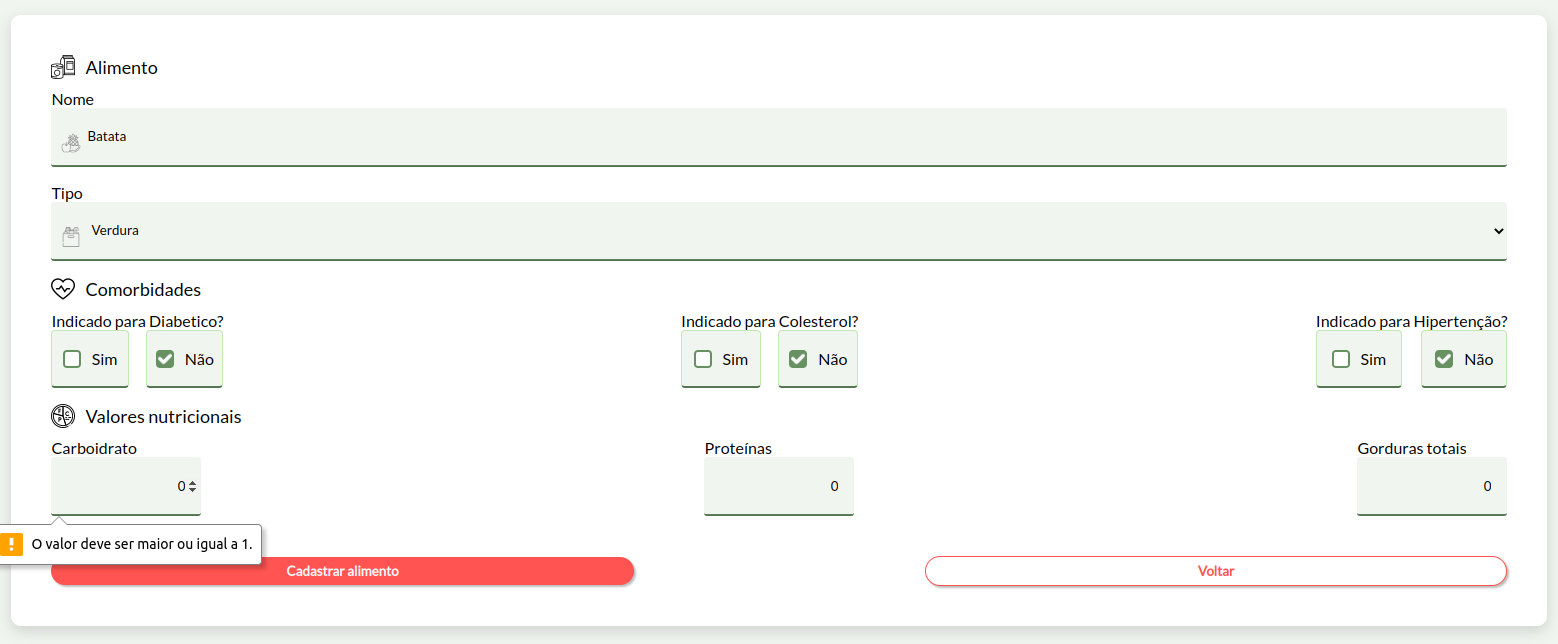 Alimento
Nome
Batata
Tipo
Verdura
Comorbidades
Indicado para Diabetico? Indicado para Colesterol? Indicado para Hipertenção?
Sim Não Sim Não Sim Não
Valores nutricionais
Carboidrato Proteínas Gorduras totais
0 0 0
O valor deve ser maior ou igual a 1.
Cadastrar alimento Voltar